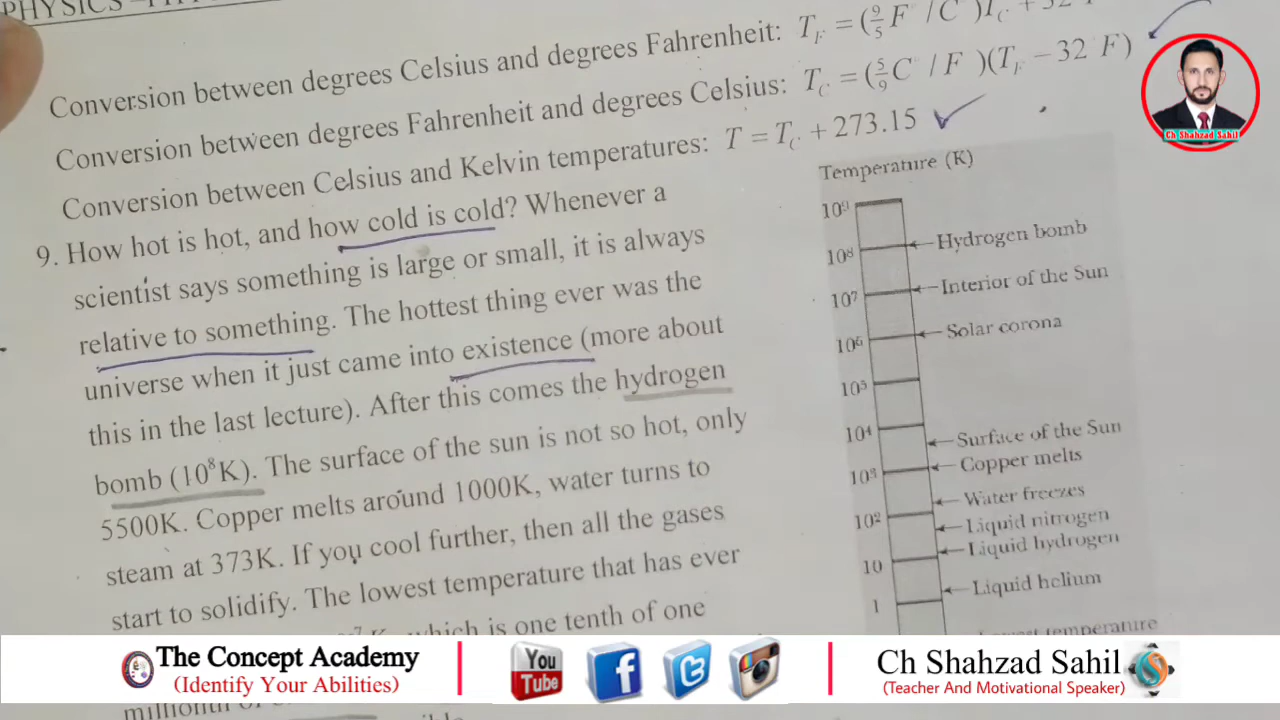 PHYSICS
Conversion between degrees Celsius and degrees Fahrenheit: T_F = (9/5 F°/C°)T_C + 32°
Conversion between degrees Fahrenheit and degrees Celsius: T_C = (5/9 C°/F°)(T_F − 32°F)
Conversion between Celsius and Kelvin temperatures: T = T_C + 273.15
9. How hot is hot, and how cold is cold? Whenever a
scientist says something is large or small, it is always
relative to something. The hottest thing ever was the
universe when it just came into existence (more about
this in the last lecture). After this comes the hydrogen
bomb (10⁸K). The surface of the sun is not so hot, only
5500K. Copper melts around 1000K, water turns to
steam at 373K. If you cool further, then all the gases
start to solidify. The lowest temperature that has ever
K, which is one tenth of one
Temperature (K)
10⁹
10⁸
Hydrogen bomb
10⁷
Interior of the Sun
10⁶
Solar corona
10⁵
10⁴
Surface of the Sun
10³
Copper melts
Water freezes
10²
Liquid nitrogen
Liquid hydrogen
10
Liquid helium
1
temperature
Ch Shahzad Sahil
The Concept Academy
(Identify Your Abilities)
You
Tube
Ch Shahzad Sahil
(Teacher And Motivational Speaker)